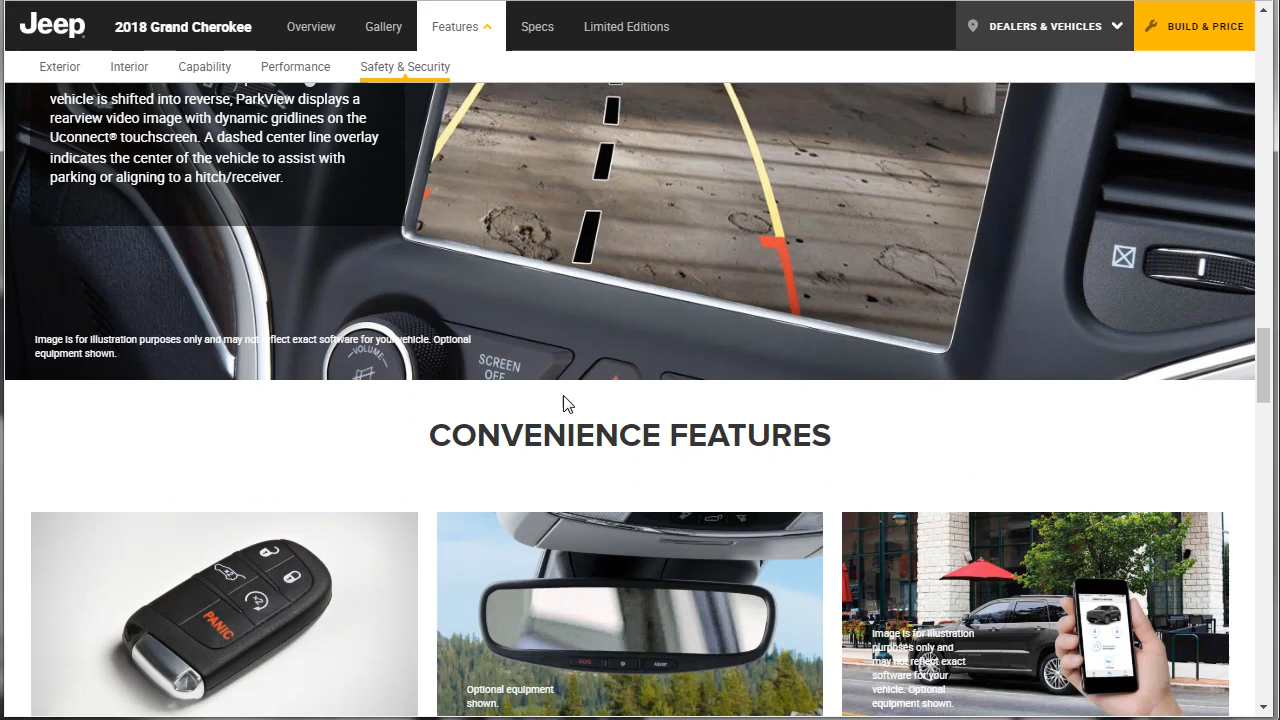 Jeep
2018 Grand Cherokee
Overview
Gallery
Features
Specs
Limited Editions
DEALERS & VEHICLES
BUILD & PRICE
Exterior
Interior
Capability
Performance
Safety & Security
vehicle is shifted into reverse, ParkView displays a
rearview video image with dynamic gridlines on the
Uconnect® touchscreen. A dashed center line overlay
indicates the center of the vehicle to assist with
parking or aligning to a hitch/receiver.
Image is for illustration purposes only and may not reflect exact software for your vehicle. Optional
equipment shown.
VOLUME
SCREEN
OFF
CONVENIENCE FEATURES
x2
PANIC
SOS
ASSIST
Optional equipment
shown.
Image is for illustration
purposes only and
may not reflect exact
software for your
vehicle. Optional
equipment shown.